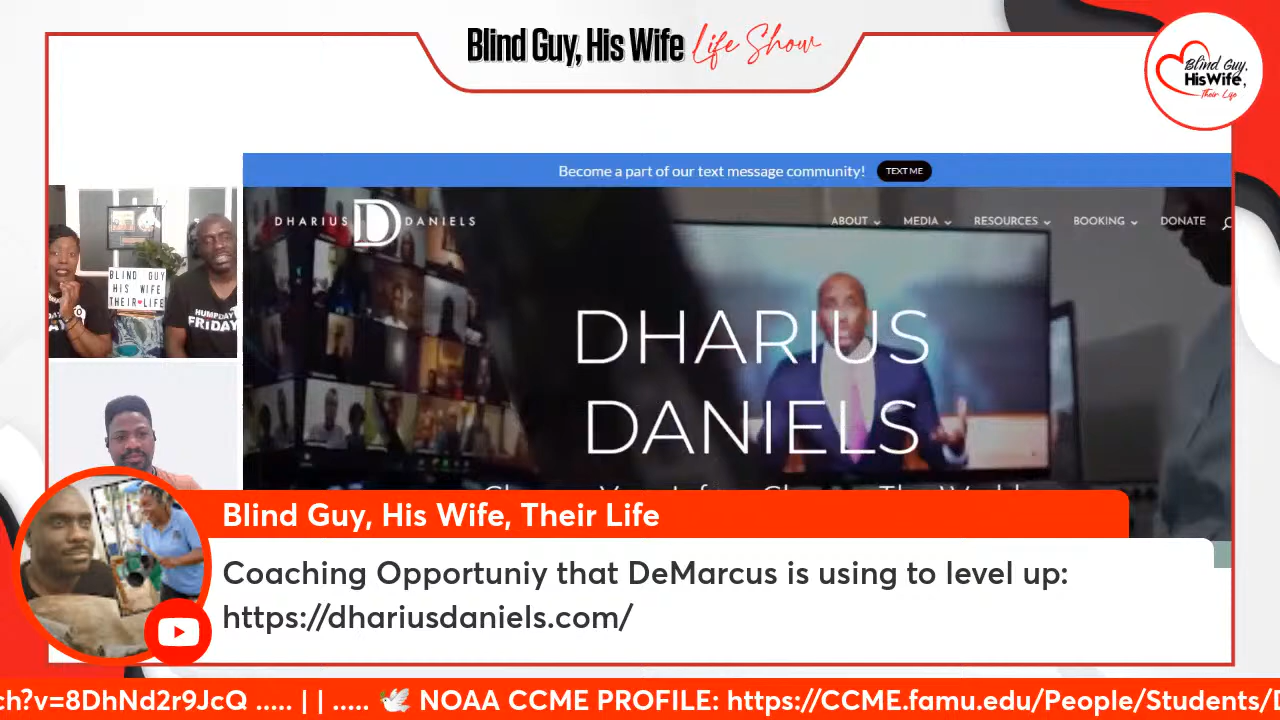 Blind Guy, His Wife Life Show
Blind Guy,
His Wife,
Their Life
Become a part of our text message community!
TEXT ME
DHARIUS D DANIELS
ABOUT
MEDIA
RESOURCES
BOOKING
DONATE
BLIND GUY
HIS WIFE
THEIR♥LIFE
HUMPDAY
FRIDAY
DHARIUS
DANIELS
Blind Guy, His Wife, Their Life
Coaching Opportuniy that DeMarcus is using to level up:
https://dhariusdaniels.com/
ch?v=8DhNd2r9JcQ ..... | | ..... 🕊️ NOAA CCME PROFILE: https://CCME.famu.edu/People/Students/